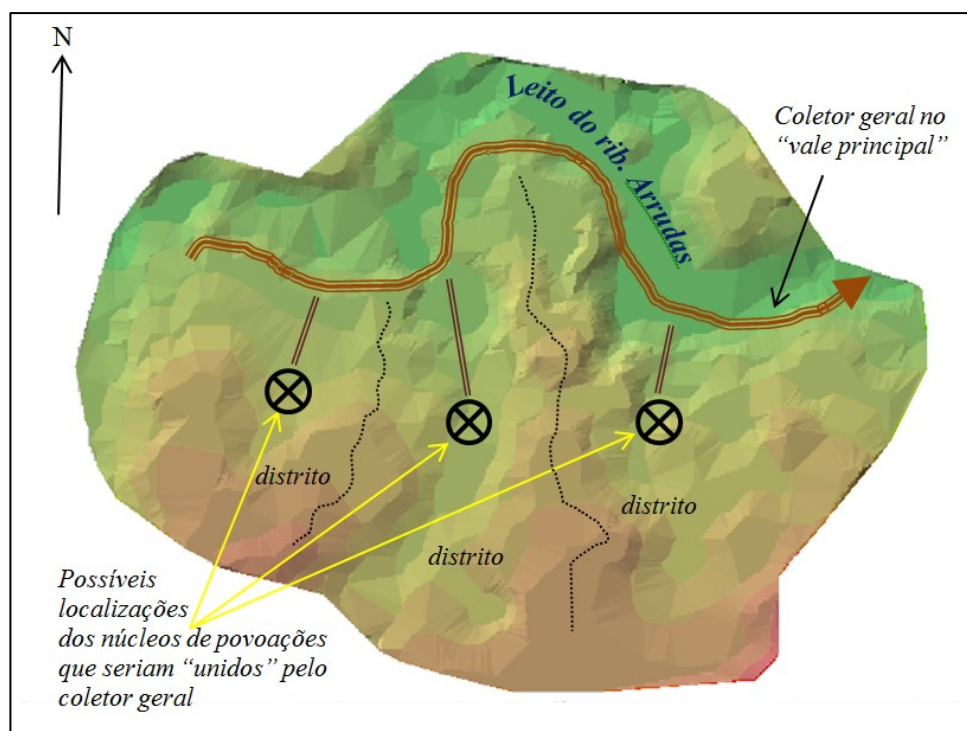 N
Leito do rib. Arrudas
Coletor geral no
“vale principal”
distrito
distrito
distrito
Possíveis
localizações
dos núcleos de povoações
que seriam “unidos” pelo
coletor geral